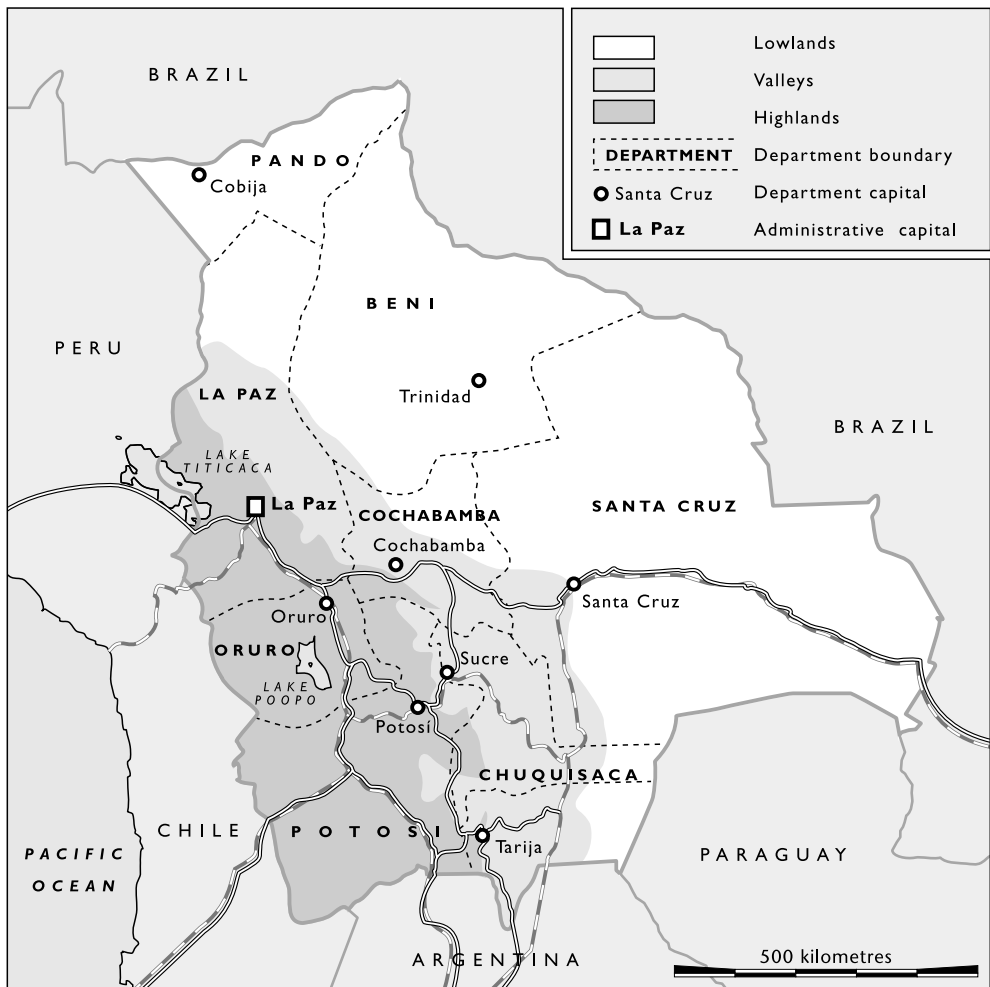 BRAZIL
Lowlands
Valleys
Highlands
DEPARTMENT Department boundary
Santa Cruz Department capital
La Paz Administrative capital
PANDO
Cobija
BENI
PERU
LA PAZ
Trinidad
BRAZIL
LAKE
TITICACA
La Paz
COCHABAMBA
SANTA CRUZ
Cochabamba
Santa Cruz
Oruro
ORURO
Sucre
LAKE
POOPO
Potosí
CHUQUISACA
CHILE
POTOSI
Tarija
PARAGUAY
PACIFIC
OCEAN
ARGENTINA
500 kilometres